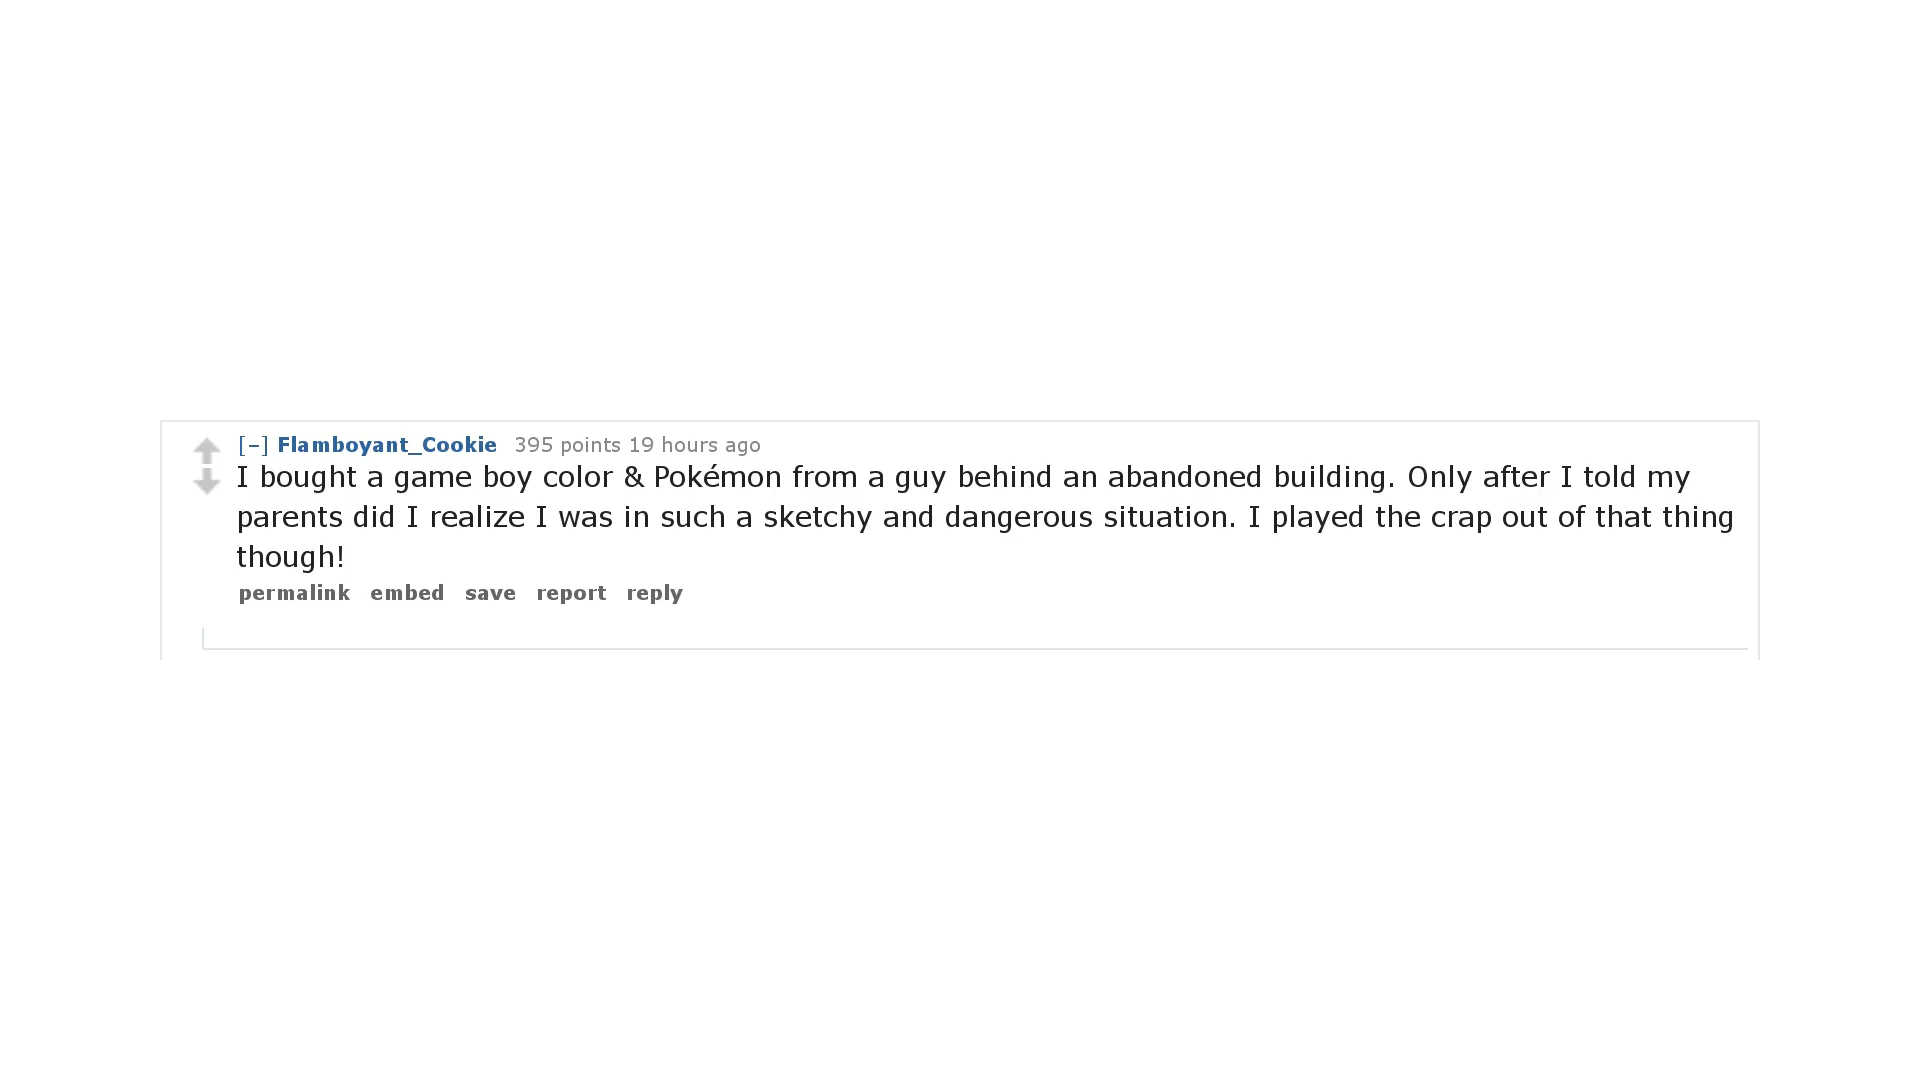 [–] Flamboyant_Cookie 395 points 19 hours ago
I bought a game boy color & Pokémon from a guy behind an abandoned building. Only after I told my
parents did I realize I was in such a sketchy and dangerous situation. I played the crap out of that thing
though!
permalink embed save report reply